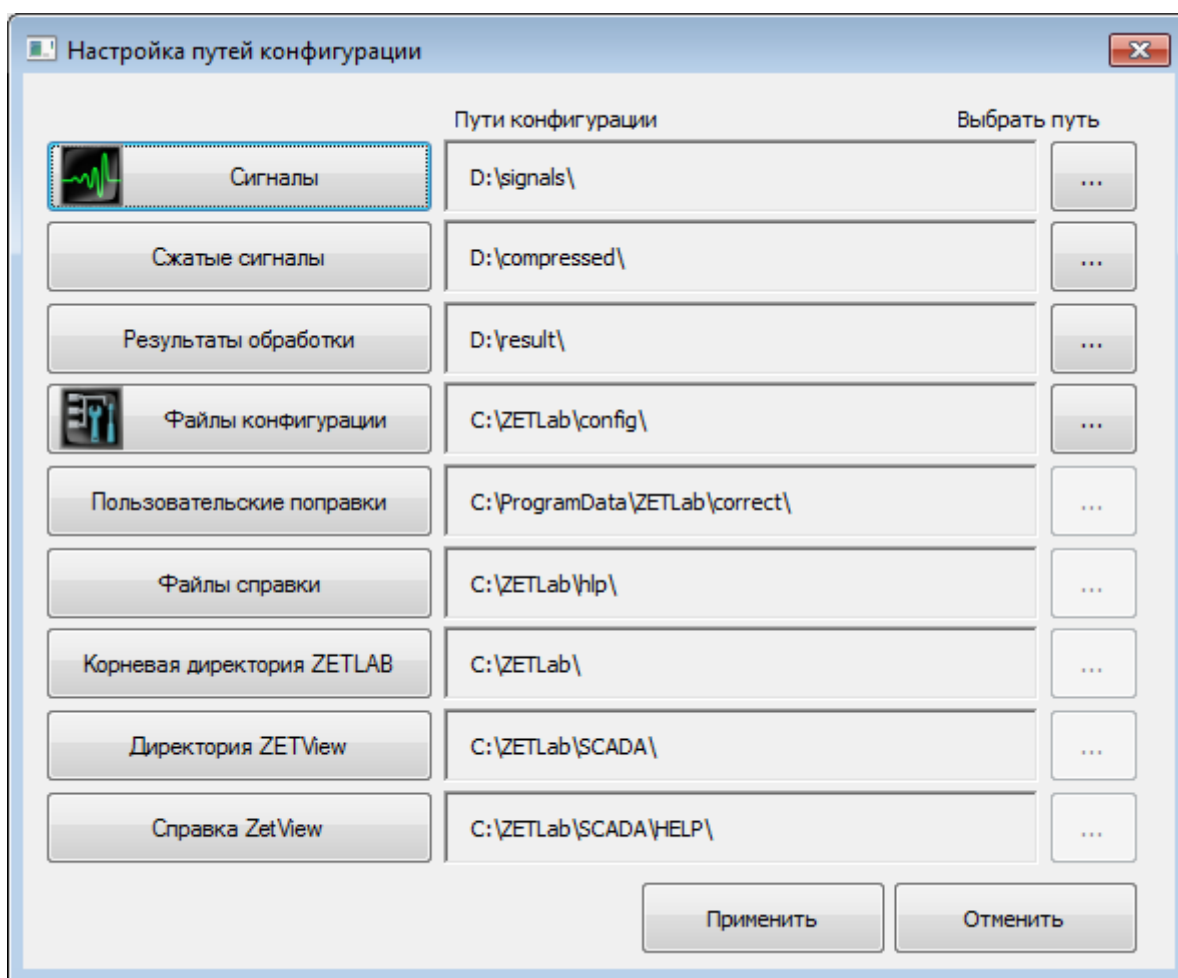 Настройка путей конфигурации
Пути конфигурации Выбрать путь
Сигналы D:\signals\ ...
Сжатые сигналы D:\compressed\ ...
Результаты обработки D:\result\ ...
Файлы конфигурации C:\ZETLab\config\ ...
Пользовательские поправки C:\ProgramData\ZETLab\correct\ ...
Файлы справки C:\ZETLab\hlp\ ...
Корневая директория ZETLAB C:\ZETLab\ ...
Директория ZETView C:\ZETLab\SCADA\ ...
Справка ZetView C:\ZETLab\SCADA\HELP\ ...
Применить Отменить